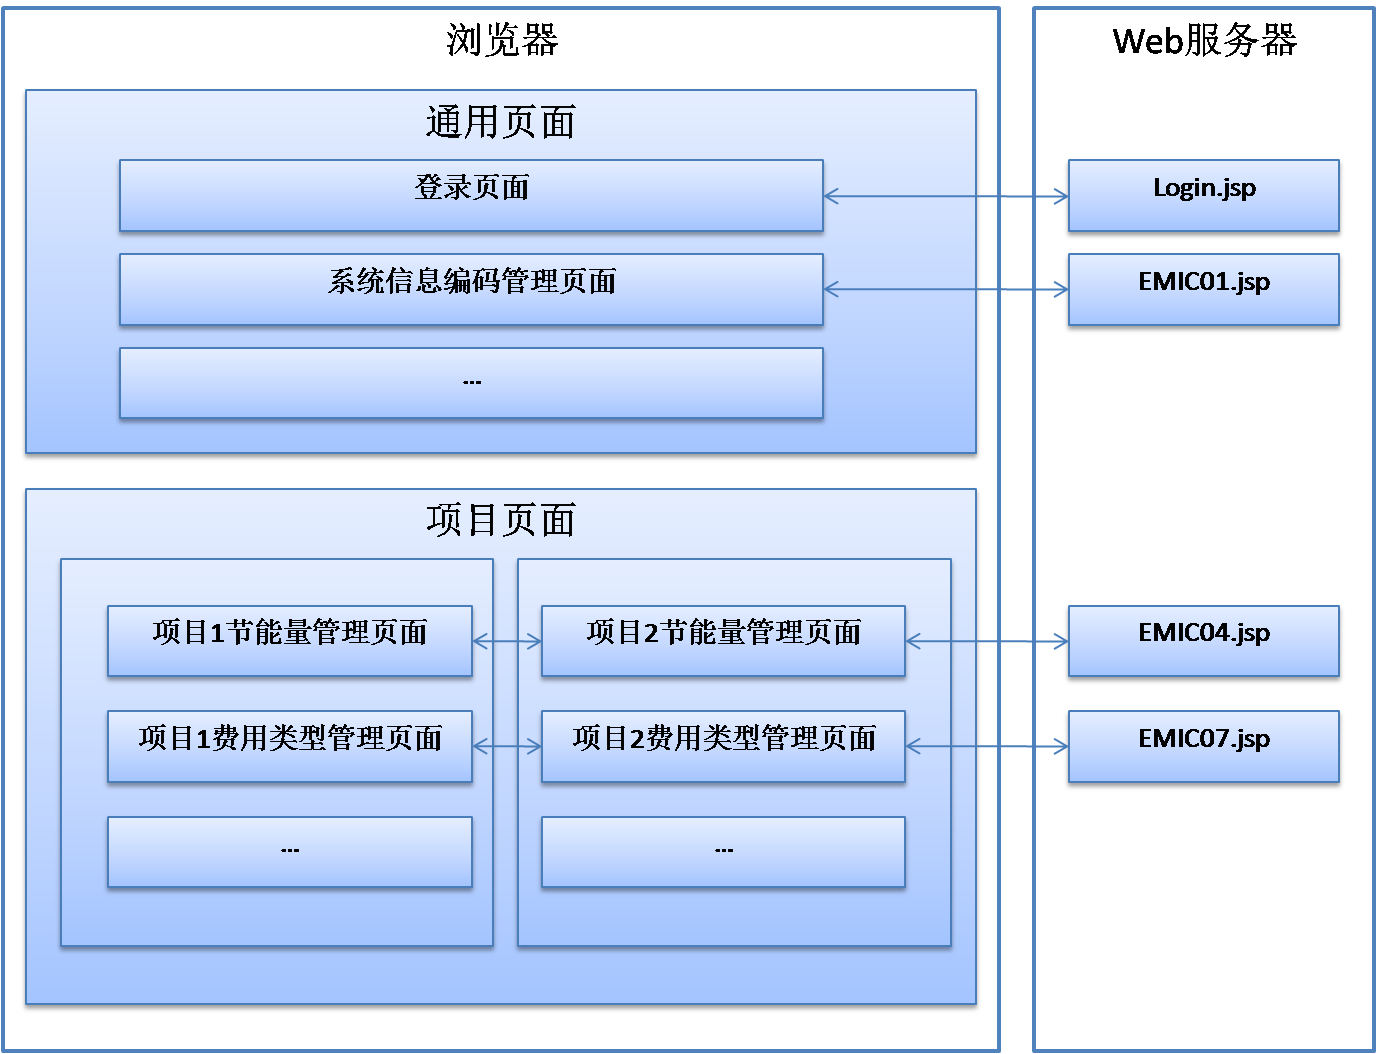 浏览器
Web服务器
通用页面
登录页面
Login.jsp
系统信息编码管理页面
EMIC01.jsp
...
项目页面
项目1节能量管理页面
项目2节能量管理页面
EMIC04.jsp
项目1费用类型管理页面
项目2费用类型管理页面
EMIC07.jsp
...
...